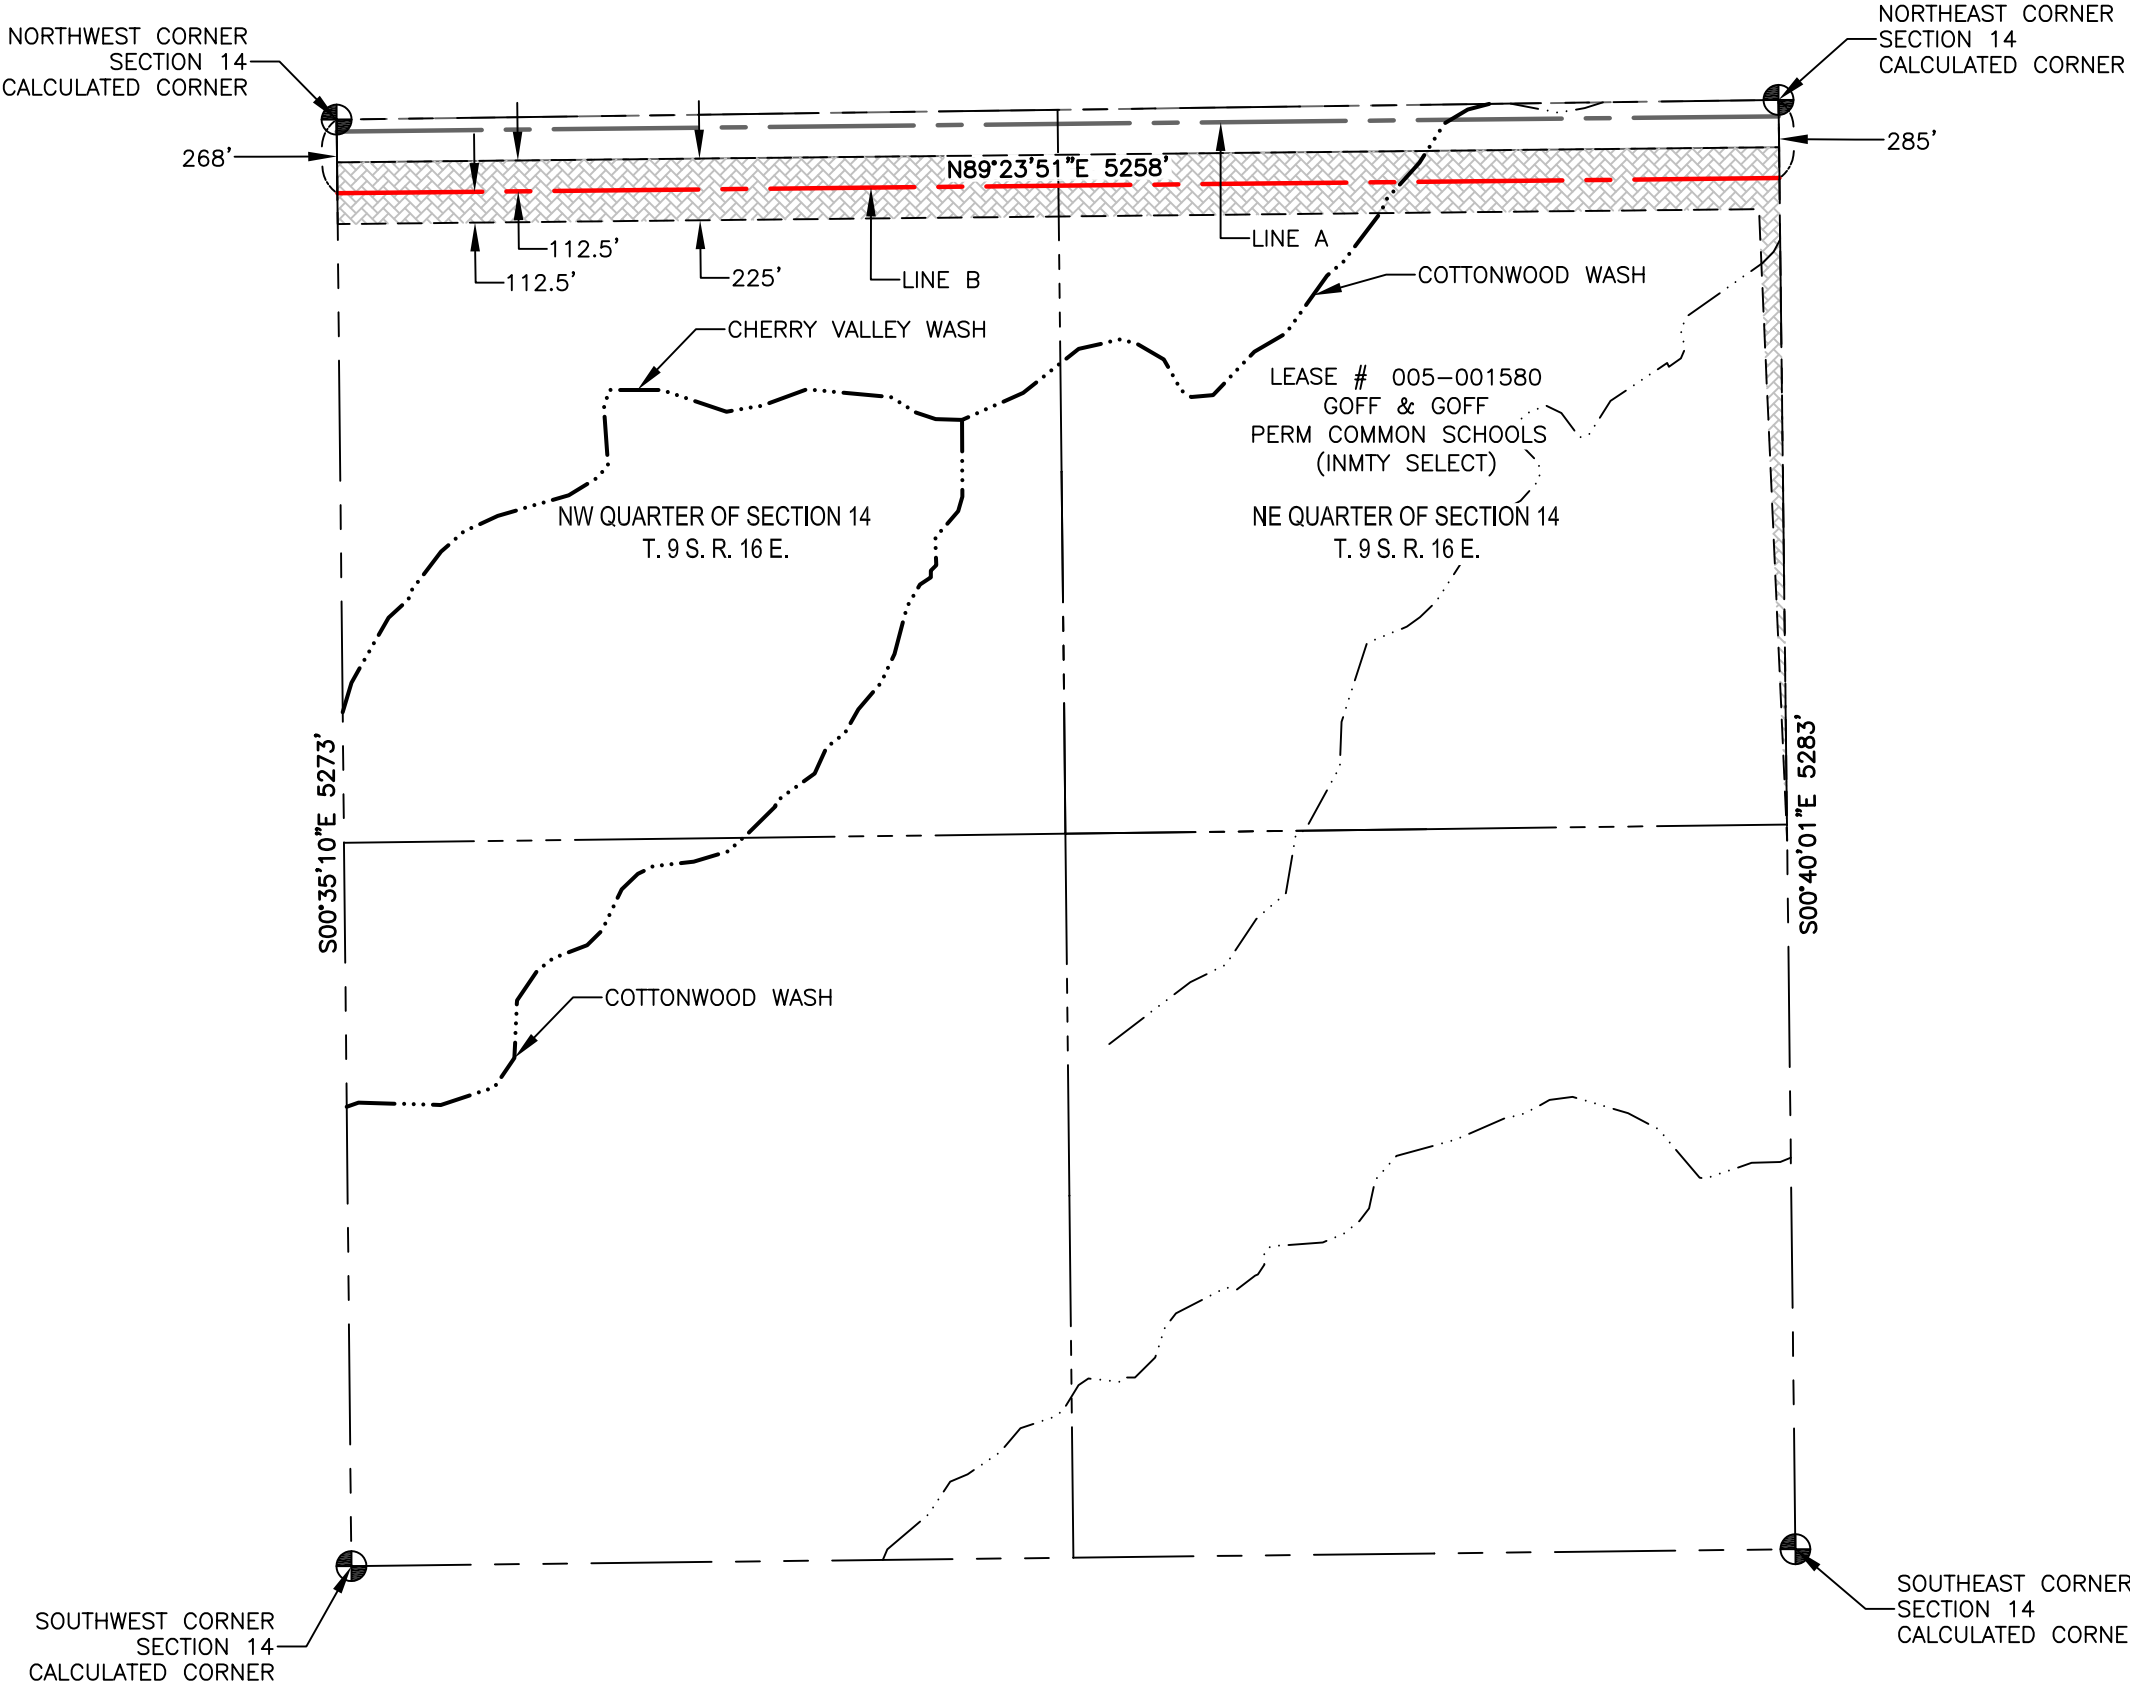 NORTHWEST CORNER
SECTION 14
CALCULATED CORNER
NORTHEAST CORNER
SECTION 14
CALCULATED CORNER
268'
285'
N89°23'51"E 5258'
112.5'
112.5'
225'
LINE B
LINE A
COTTONWOOD WASH
CHERRY VALLEY WASH
LEASE # 005-001580
GOFF & GOFF
PERM COMMON SCHOOLS
(INMTY SELECT)
NW QUARTER OF SECTION 14
T. 9 S. R. 16 E.
NE QUARTER OF SECTION 14
T. 9 S. R. 16 E.
S00°35'10"E 5273'
S00°40'01"E 5283'
COTTONWOOD WASH
SOUTHWEST CORNER
SECTION 14
CALCULATED CORNER
SOUTHEAST CORNER
SECTION 14
CALCULATED CORNE